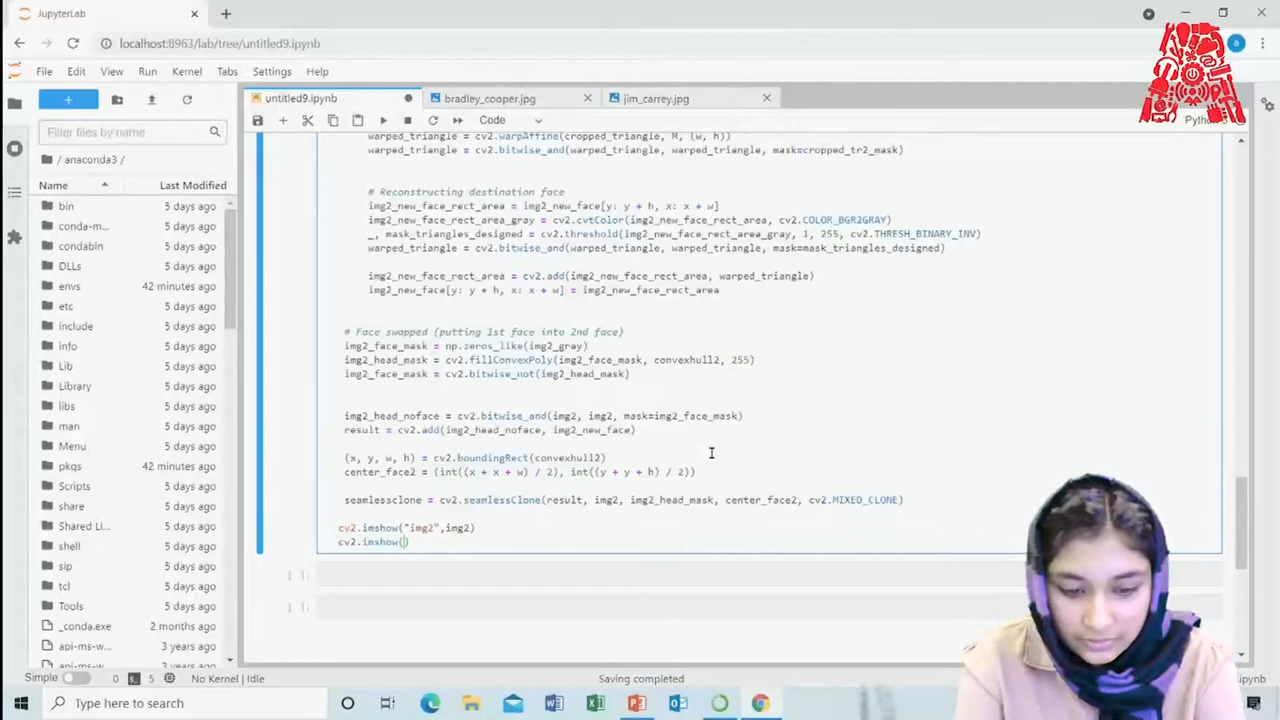 JupyterLab
localhost:8963/lab/tree/untitled9.ipynb
a
File Edit View Run Kernel Tabs Settings Help
untitled9.ipynb
bradley_cooper.jpg
jim_carrey.jpg
Code
Filter files by name
/ anaconda3 /
Name Last Modified
bin 5 days ago
conda-m... 5 days ago
condabin 5 days ago
DLLs 5 days ago
envs 42 minutes ago
etc 5 days ago
include 5 days ago
info 5 days ago
Lib 5 days ago
Library 5 days ago
libs 5 days ago
man 5 days ago
Menu 5 days ago
pkgs 42 minutes ago
Scripts 5 days ago
share 5 days ago
Shared Li... 5 days ago
shell 5 days ago
sip 5 days ago
tcl 5 days ago
Tools 5 days ago
_conda.exe 2 months ago
api-ms-w... 3 years ago
api-ms-w... 3 years ago
warped_triangle = cv2.warpAffine(cropped_triangle, M, (w, h))
warped_triangle = cv2.bitwise_and(warped_triangle, warped_triangle, mask=cropped_tr2_mask)
# Reconstructing destination face
img2_new_face_rect_area = img2_new_face[y: y + h, x: x + w]
img2_new_face_rect_area_gray = cv2.cvtColor(img2_new_face_rect_area, cv2.COLOR_BGR2GRAY)
_, mask_triangles_designed = cv2.threshold(img2_new_face_rect_area_gray, 1, 255, cv2.THRESH_BINARY_INV)
warped_triangle = cv2.bitwise_and(warped_triangle, warped_triangle, mask=mask_triangles_designed)
img2_new_face_rect_area = cv2.add(img2_new_face_rect_area, warped_triangle)
img2_new_face[y: y + h, x: x + w] = img2_new_face_rect_area
# Face swapped (putting 1st face into 2nd face)
img2_face_mask = np.zeros_like(img2_gray)
img2_head_mask = cv2.fillConvexPoly(img2_face_mask, convexhull2, 255)
img2_face_mask = cv2.bitwise_not(img2_head_mask)
img2_head_noface = cv2.bitwise_and(img2, img2, mask=img2_face_mask)
result = cv2.add(img2_head_noface, img2_new_face)
(x, y, w, h) = cv2.boundingRect(convexhull2)
center_face2 = (int((x + x + w) / 2), int((y + y + h) / 2))
seamlessclone = cv2.seamlessClone(result, img2, img2_head_mask, center_face2, cv2.MIXED_CLONE)
cv2.imshow("img2",img2)
cv2.imshow()
[ ]:
[ ]:
Simple 0 5 No Kernel | Idle Saving completed
Type here to search